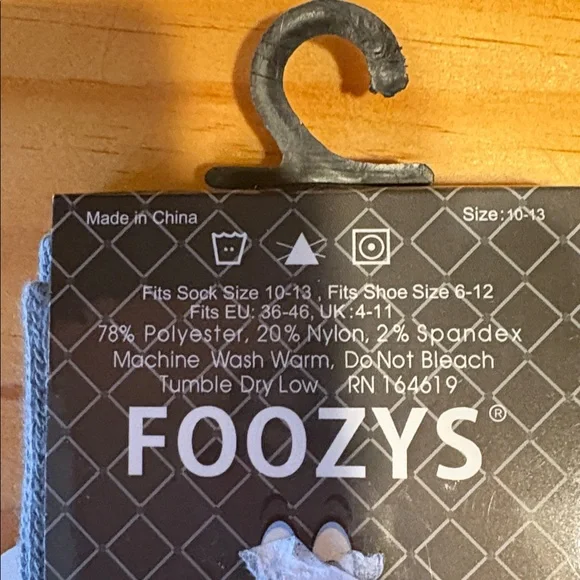 Made in China
Size: 10-13
Fits Sock Size 10-13 , Fits Shoe Size 6-12
Fits EU: 36-46, UK:4-11
78% Polyester, 20% Nylon, 2% Spandex
Machine Wash Warm, Do Not Bleach
Tumble Dry Low RN 164619
FOOZYS®